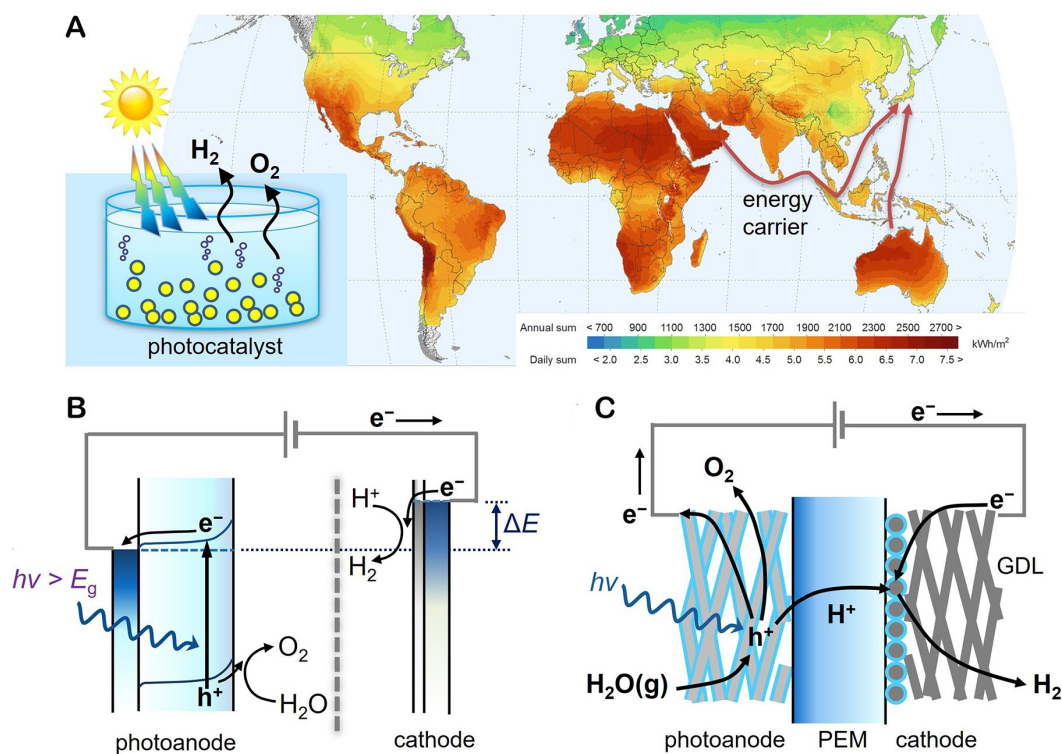 A
H₂
O₂
photocatalyst
energy
carrier
Annual sum < 700 900 1100 1300 1500 1700 1900 2100 2300 2500 2700 > kWh/m²
Daily sum < 2.0 2.5 3.0 3.5 4.0 4.5 5.0 5.5 6.0 6.5 7.0 7.5 >
B
e⁻
e⁻
H⁺
e⁻
ΔE
H₂
hν > E_g
O₂
h⁺
H₂O
photoanode
cathode
C
e⁻
O₂
e⁻
e⁻
GDL
hν
H⁺
h⁺
H₂O(g)
H₂
photoanode
PEM
cathode